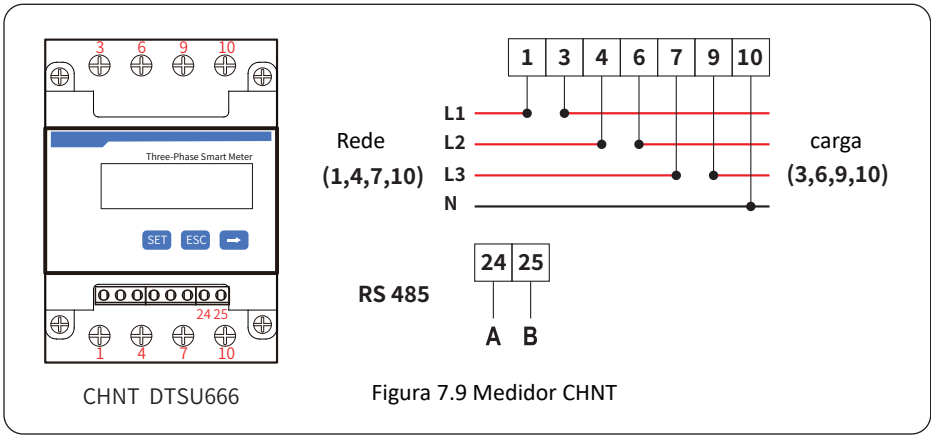 3 6 9 10
Three-Phase Smart Meter
SET ESC
24 25
1 4 7 10
CHNT DTSU666
1 3 4 6 7 9 10
L1
L2
L3
N
Rede
(1,4,7,10)
carga
(3,6,9,10)
24 25
RS 485
A B
Figura 7.9 Medidor CHNT